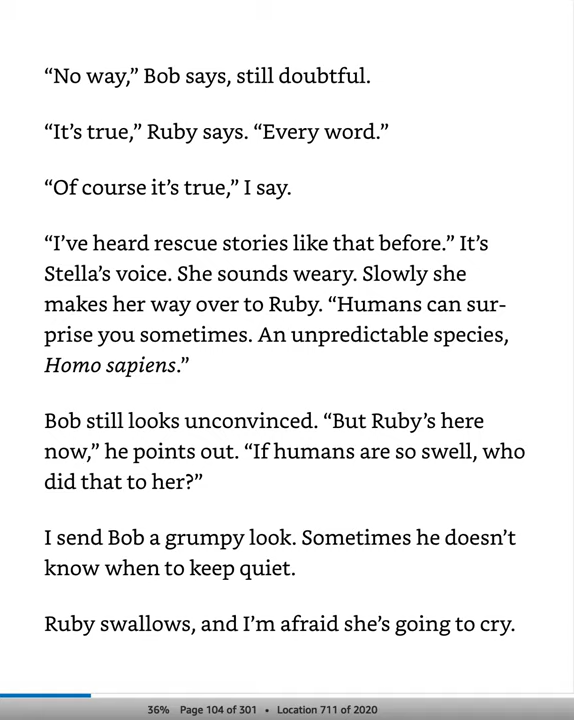 “No way,” Bob says, still doubtful.
“It’s true,” Ruby says. “Every word.”
“Of course it’s true,” I say.
“I’ve heard rescue stories like that before.” It’s
Stella’s voice. She sounds weary. Slowly she
makes her way over to Ruby. “Humans can sur-
prise you sometimes. An unpredictable species,
Homo sapiens.”
Bob still looks unconvinced. “But Ruby’s here
now,” he points out. “If humans are so swell, who
did that to her?”
I send Bob a grumpy look. Sometimes he doesn’t
know when to keep quiet.
Ruby swallows, and I’m afraid she’s going to cry.
36% Page 104 of 301 • Location 711 of 2020